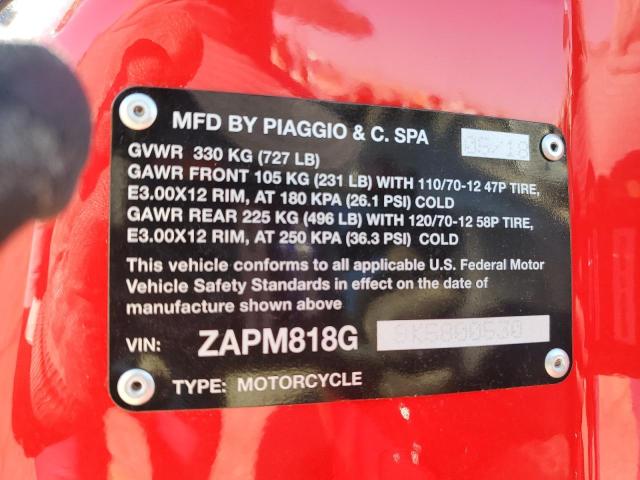 MFD BY PIAGGIO & C. SPA 05/18
GVWR 330 KG (727 LB)
GAWR FRONT 105 KG (231 LB) WITH 110/70-12 47P TIRE,
E3.00X12 RIM, AT 180 KPA (26.1 PSI) COLD
GAWR REAR 225 KG (496 LB) WITH 120/70-12 58P TIRE,
E3.00X12 RIM, AT 250 KPA (36.3 PSI) COLD
This vehicle conforms to all applicable U.S. Federal Motor
Vehicle Safety Standards in effect on the date of
manufacture shown above
VIN: ZAPM818G 9K5800530
TYPE: MOTORCYCLE